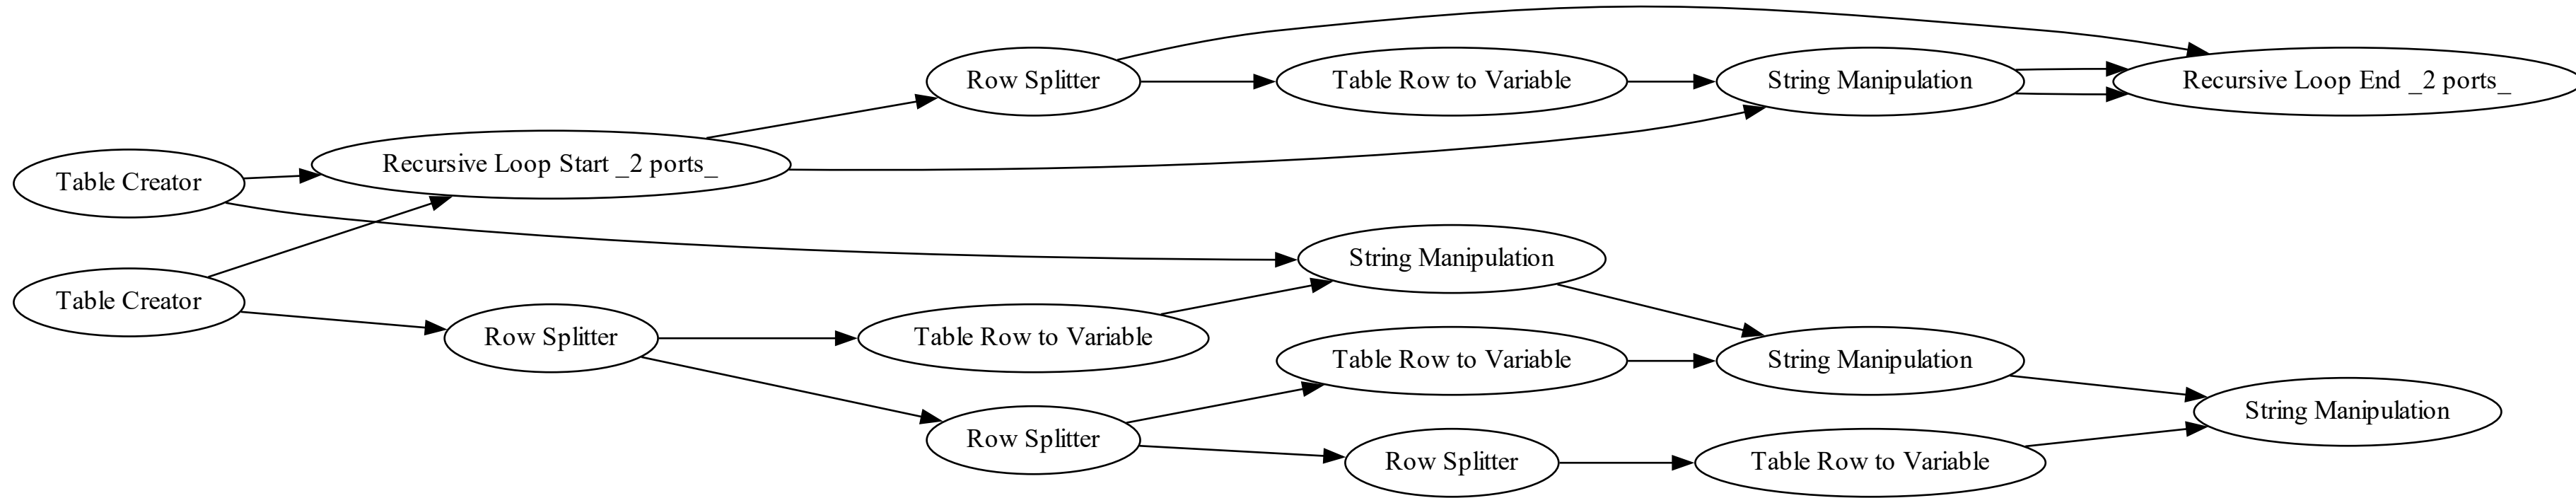 Row Splitter
Table Row to Variable
String Manipulation
Recursive Loop End _2 ports_
Recursive Loop Start _2 ports_
Table Creator
String Manipulation
Table Creator
Row Splitter
Table Row to Variable
Table Row to Variable
String Manipulation
String Manipulation
Row Splitter
Row Splitter
Table Row to Variable